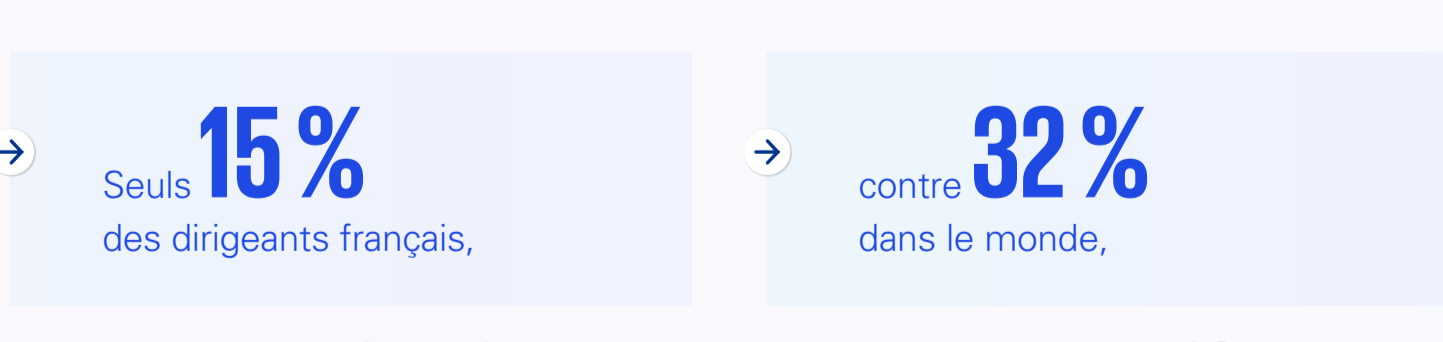 Seuls 15 %
des dirigeants français,
contre 32 %
dans le monde,